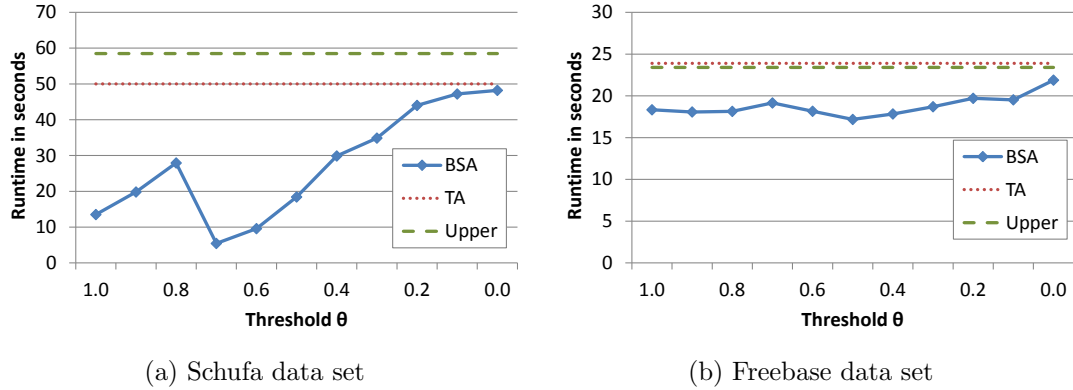 70
60
50
40
30
20
10
0
Runtime in seconds
1.0 0.8 0.6 0.4 0.2 0.0
Threshold θ
BSA
TA
Upper
(a) Schufa data set
30
25
20
15
10
5
0
Runtime in seconds
1.0 0.8 0.6 0.4 0.2 0.0
Threshold θ
BSA
TA
Upper
(b) Freebase data set